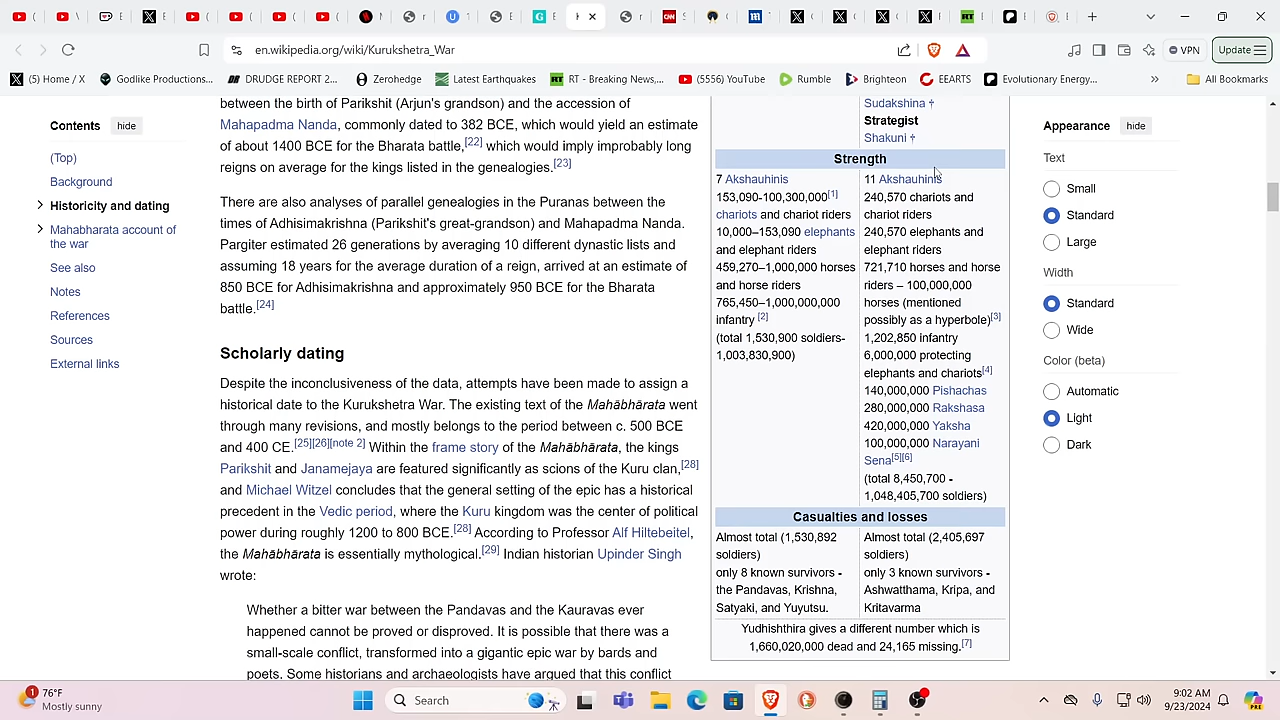 en.wikipedia.org/wiki/Kurukshetra_War
VPN
Update
(5) Home / X
Godlike Productions...
DRUDGE REPORT 2...
Zerohedge
Latest Earthquakes
RT - Breaking News,...
(5556) YouTube
Rumble
Brighteon
EEARTS
Evolutionary Energy...
All Bookmarks
Contents hide
(Top)
Background
Historicity and dating
Mahabharata account of
the war
See also
Notes
References
Sources
External links
between the birth of Parikshit (Arjun's grandson) and the accession of
Mahapadma Nanda, commonly dated to 382 BCE, which would yield an estimate
of about 1400 BCE for the Bharata battle,[22] which would imply improbably long
reigns on average for the kings listed in the genealogies.[23]
There are also analyses of parallel genealogies in the Puranas between the
times of Adhisimakrishna (Parikshit's great-grandson) and Mahapadma Nanda.
Pargiter estimated 26 generations by averaging 10 different dynastic lists and
assuming 18 years for the average duration of a reign, arrived at an estimate of
850 BCE for Adhisimakrishna and approximately 950 BCE for the Bharata
battle.[24]
Scholarly dating
Despite the inconclusiveness of the data, attempts have been made to assign a
historical date to the Kurukshetra War. The existing text of the Mahābhārata went
through many revisions, and mostly belongs to the period between c. 500 BCE
and 400 CE.[25][26][note 2] Within the frame story of the Mahābhārata, the kings
Parikshit and Janamejaya are featured significantly as scions of the Kuru clan,[28]
and Michael Witzel concludes that the general setting of the epic has a historical
precedent in the Vedic period, where the Kuru kingdom was the center of political
power during roughly 1200 to 800 BCE.[28] According to Professor Alf Hiltebeitel,
the Mahābhārata is essentially mythological.[29] Indian historian Upinder Singh
wrote:
Whether a bitter war between the Pandavas and the Kauravas ever
happened cannot be proved or disproved. It is possible that there was a
small-scale conflict, transformed into a gigantic epic war by bards and
poets. Some historians and archaeologists have argued that this conflict
Sudakshina †
Strategist
Shakuni †
Strength
7 Akshauhinis
153,090-100,300,000[1]
chariots and chariot riders
10,000–153,090 elephants
and elephant riders
459,270–1,000,000 horses
and horse riders
765,450–1,000,000,000
infantry [2]
(total 1,530,900 soldiers-
1,003,830,900)
11 Akshauhinis
240,570 chariots and
chariot riders
240,570 elephants and
elephant riders
721,710 horses and horse
riders – 100,000,000
horses (mentioned
possibly as a hyperbole)[3]
1,202,850 infantry
6,000,000 protecting
elephants and chariots[4]
140,000,000 Pishachas
280,000,000 Rakshasa
420,000,000 Yaksha
100,000,000 Narayani
Sena[5][6]
(total 8,450,700 -
1,048,405,700 soldiers)
Casualties and losses
Almost total (1,530,892
soldiers)
only 8 known survivors -
the Pandavas, Krishna,
Satyaki, and Yuyutsu.
Almost total (2,405,697
soldiers)
only 3 known survivors -
Ashwatthama, Kripa, and
Kritavarma
Yudhishthira gives a different number which is
1,660,020,000 dead and 24,165 missing.[7]
Appearance hide
Text
Small
Standard
Large
Width
Standard
Wide
Color (beta)
Automatic
Light
Dark
1
76°F
Mostly sunny
Search
9:02 AM
9/23/2024